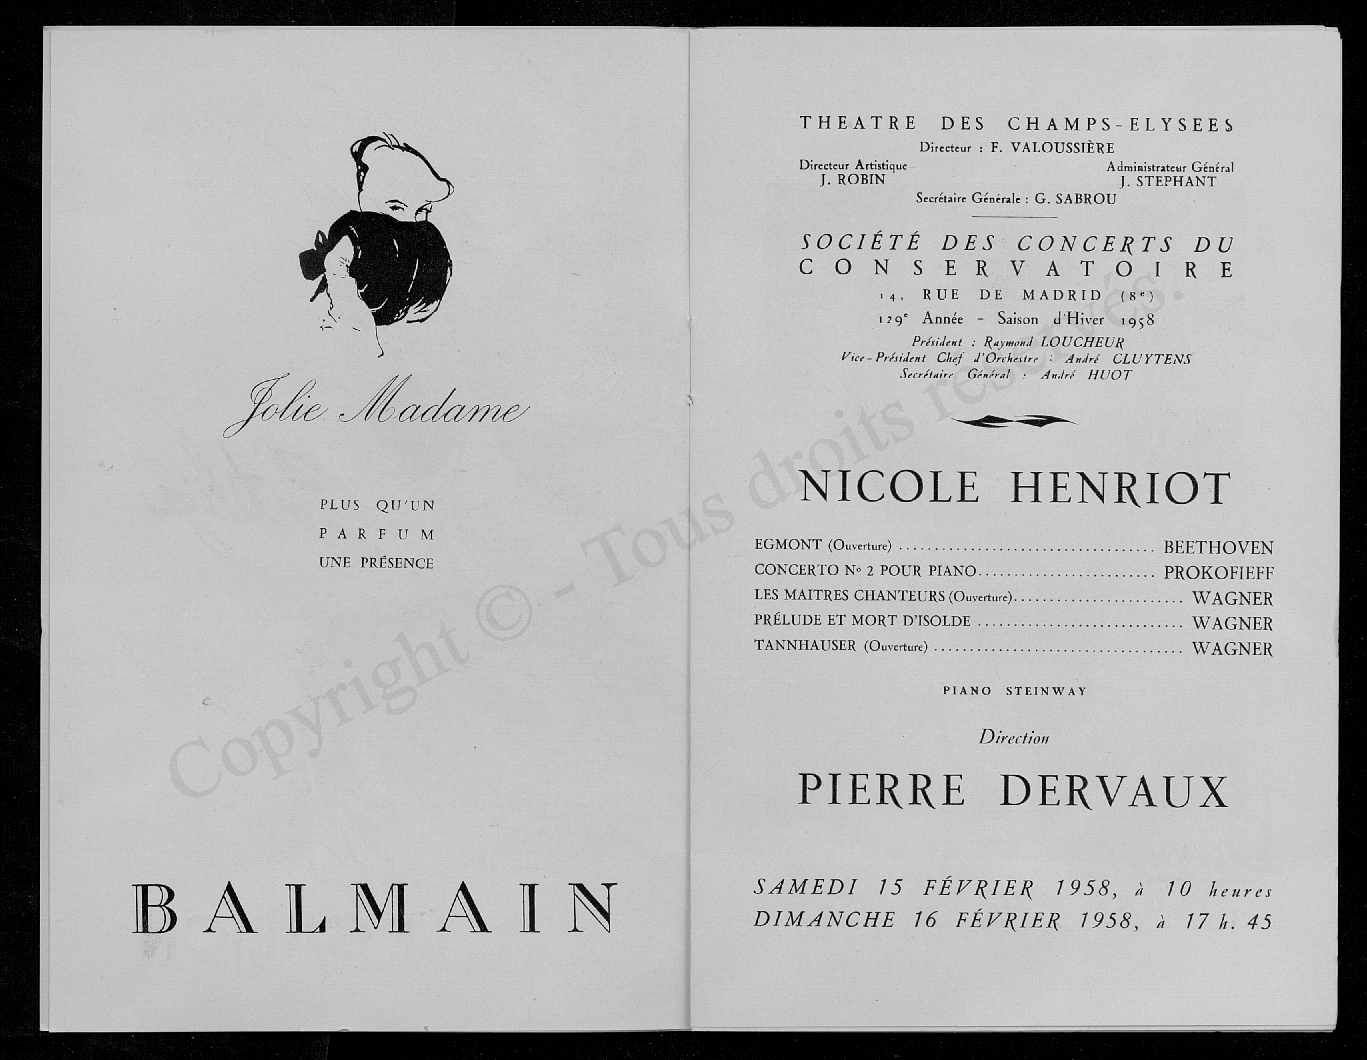 Jolie Madame
PLUS QU'UN
PARFUM
UNE PRÉSENCE
BALMAIN
THEATRE DES CHAMPS-ELYSEES
Directeur : F. VALOUSSIÈRE
Directeur Artistique
J. ROBIN
Administrateur Général
J. STEPHANT
Secrétaire Générale : G. SABROU
SOCIÉTÉ DES CONCERTS DU
CONSERVATOIRE
14, RUE DE MADRID (8e)
129e Année - Saison d'Hiver 1958
Président : Raymond LOUCHEUR
Vice-Président Chef d'Orchestre : André CLUYTENS
Secrétaire Général : André HUOT
NICOLE HENRIOT
EGMONT (Ouverture) .................................... BEETHOVEN
CONCERTO No 2 POUR PIANO......................... PROKOFIEFF
LES MAITRES CHANTEURS (Ouverture)........................ WAGNER
PRÉLUDE ET MORT D'ISOLDE ............................. WAGNER
TANNHAUSER (Ouverture) ................................... WAGNER
PIANO STEINWAY
Direction
PIERRE DERVAUX
SAMEDI 15 FÉVRIER 1958, à 10 heures
DIMANCHE 16 FÉVRIER 1958, à 17 h. 45
Copyright © - Tous droits reservés.